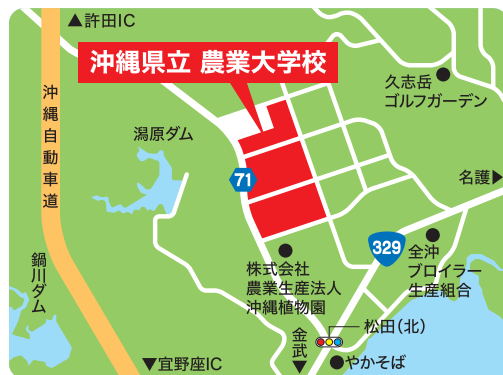 ▲許田IC
沖縄県立 農業大学校
久志岳
ゴルフガーデン
沖縄自動車道
湯原ダム
71
名護▶
329
全沖
ブロイラー
生産組合
株式会社
農業生産法人
沖縄植物園
鍋川ダム
金武▼
松田(北)
▼宜野座IC
やかそば